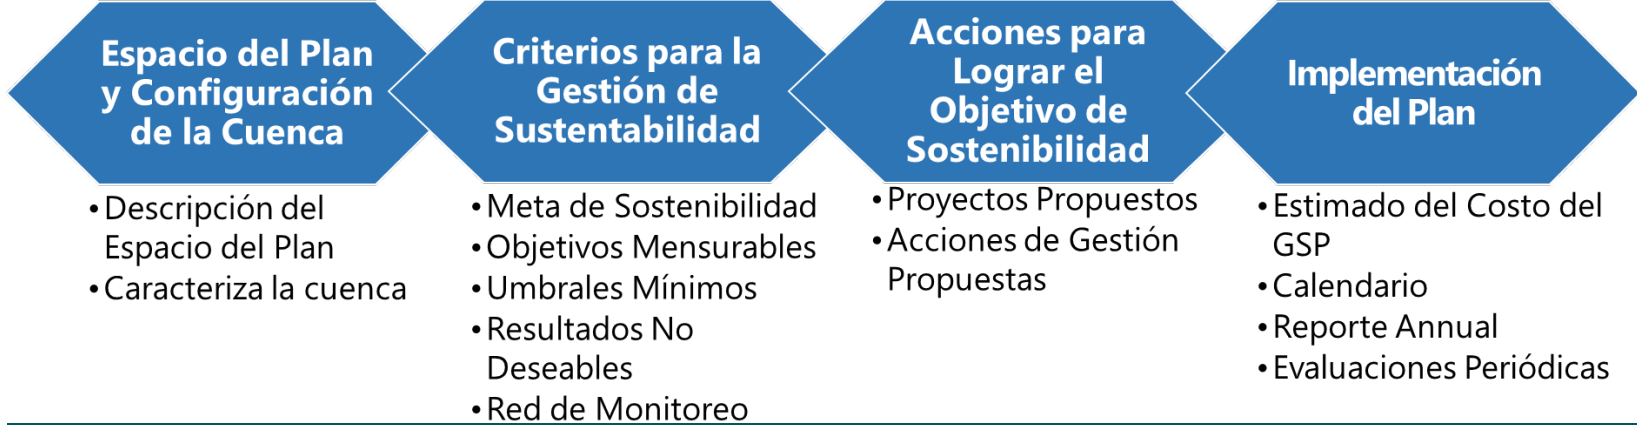 Espacio del Plan
y Configuración
de la Cuenca
• Descripción del
Espacio del Plan
• Caracteriza la cuenca
Criterios para la
Gestión de
Sustentabilidad
• Meta de Sostenibilidad
• Objetivos Mensurables
• Umbrales Mínimos
• Resultados No
Deseables
• Red de Monitoreo
Acciones para
Lograr el
Objetivo de
Sostenibilidad
• Proyectos Propuestos
• Acciones de Gestión
Propuestas
Implementación
del Plan
• Estimado del Costo del
GSP
• Calendario
• Reporte Annual
• Evaluaciones Periódicas